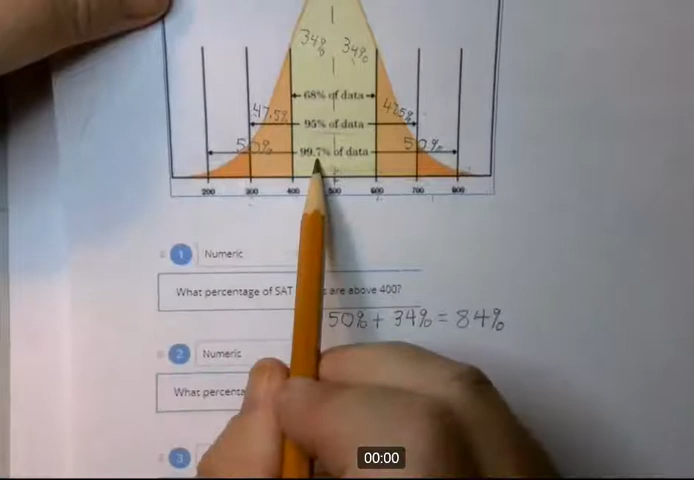 34% 34%
68% of data
47.5% 47.5%
95% of data
50% 50%
99.7% of data
200 300 400 500 600 700 800
1 Numeric
What percentage of SAT are above 400?
50% + 34% = 84%
2 Numeric
What
3
00:00